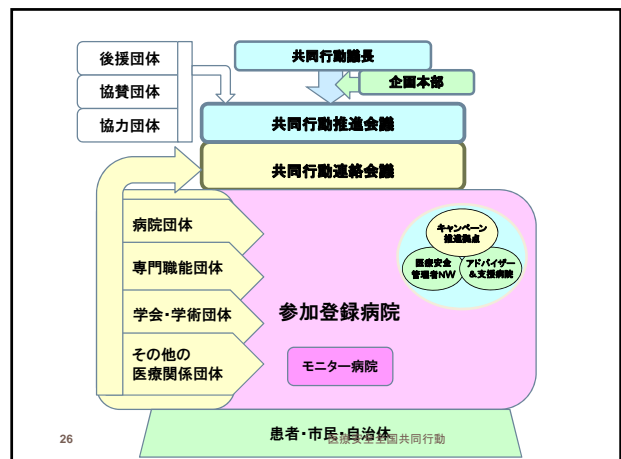 後援団体
協賛団体
協力団体
共同行動議長
企画本部
共同行動推進会議
共同行動連絡会議
病院団体
専門職能団体
学会・学術団体
その他の
医療関係団体
参加登録病院
モニター病院
キャンペーン
推進拠点
医療安全
管理者NW
アドバイザー
&支援病院
患者・市民・自治体
26
医療安全全国共同行動